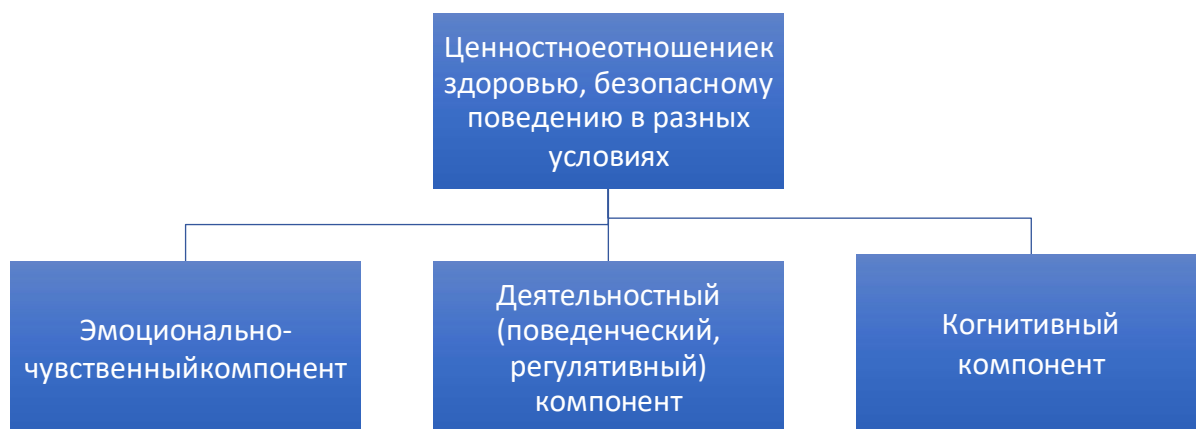 Ценностноеотношениек
здоровью, безопасному
поведению в разных
условиях
Эмоционально-
чувственныйкомпонент
Деятельностный
(поведенческий,
регулятивный)
компонент
Когнитивный
компонент